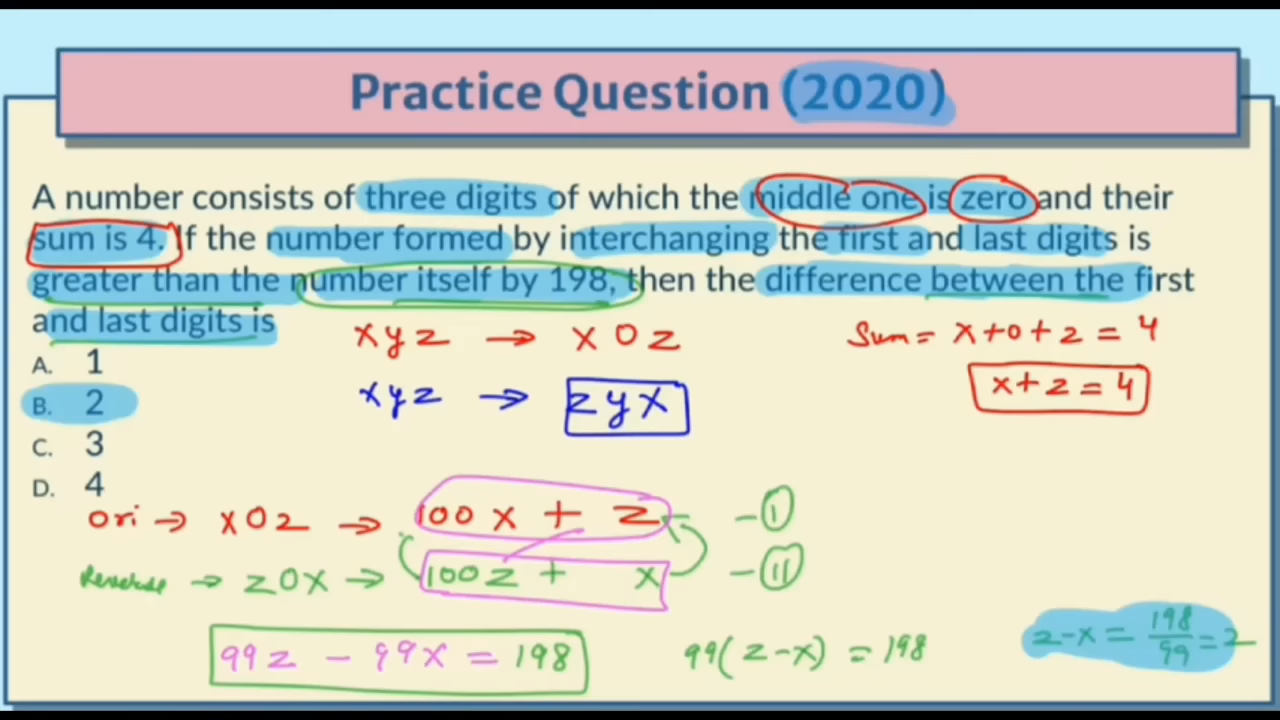 Practice Question (2020)
A number consists of three digits of which the middle one is zero and their
sum is 4. If the number formed by interchanging the first and last digits is
greater than the number itself by 198, then the difference between the first
and last digits is
A. 1
B. 2
C. 3
D. 4
xyz → x0z
Sum = x+0+z = 4
xyz → zyx
x+z=4
ori → x0z → 100x + z -①
Reverse → z0x → 100z + x -⑪
99z - 99x = 198
99(z-x) = 198
z-x = 198/99 = 2